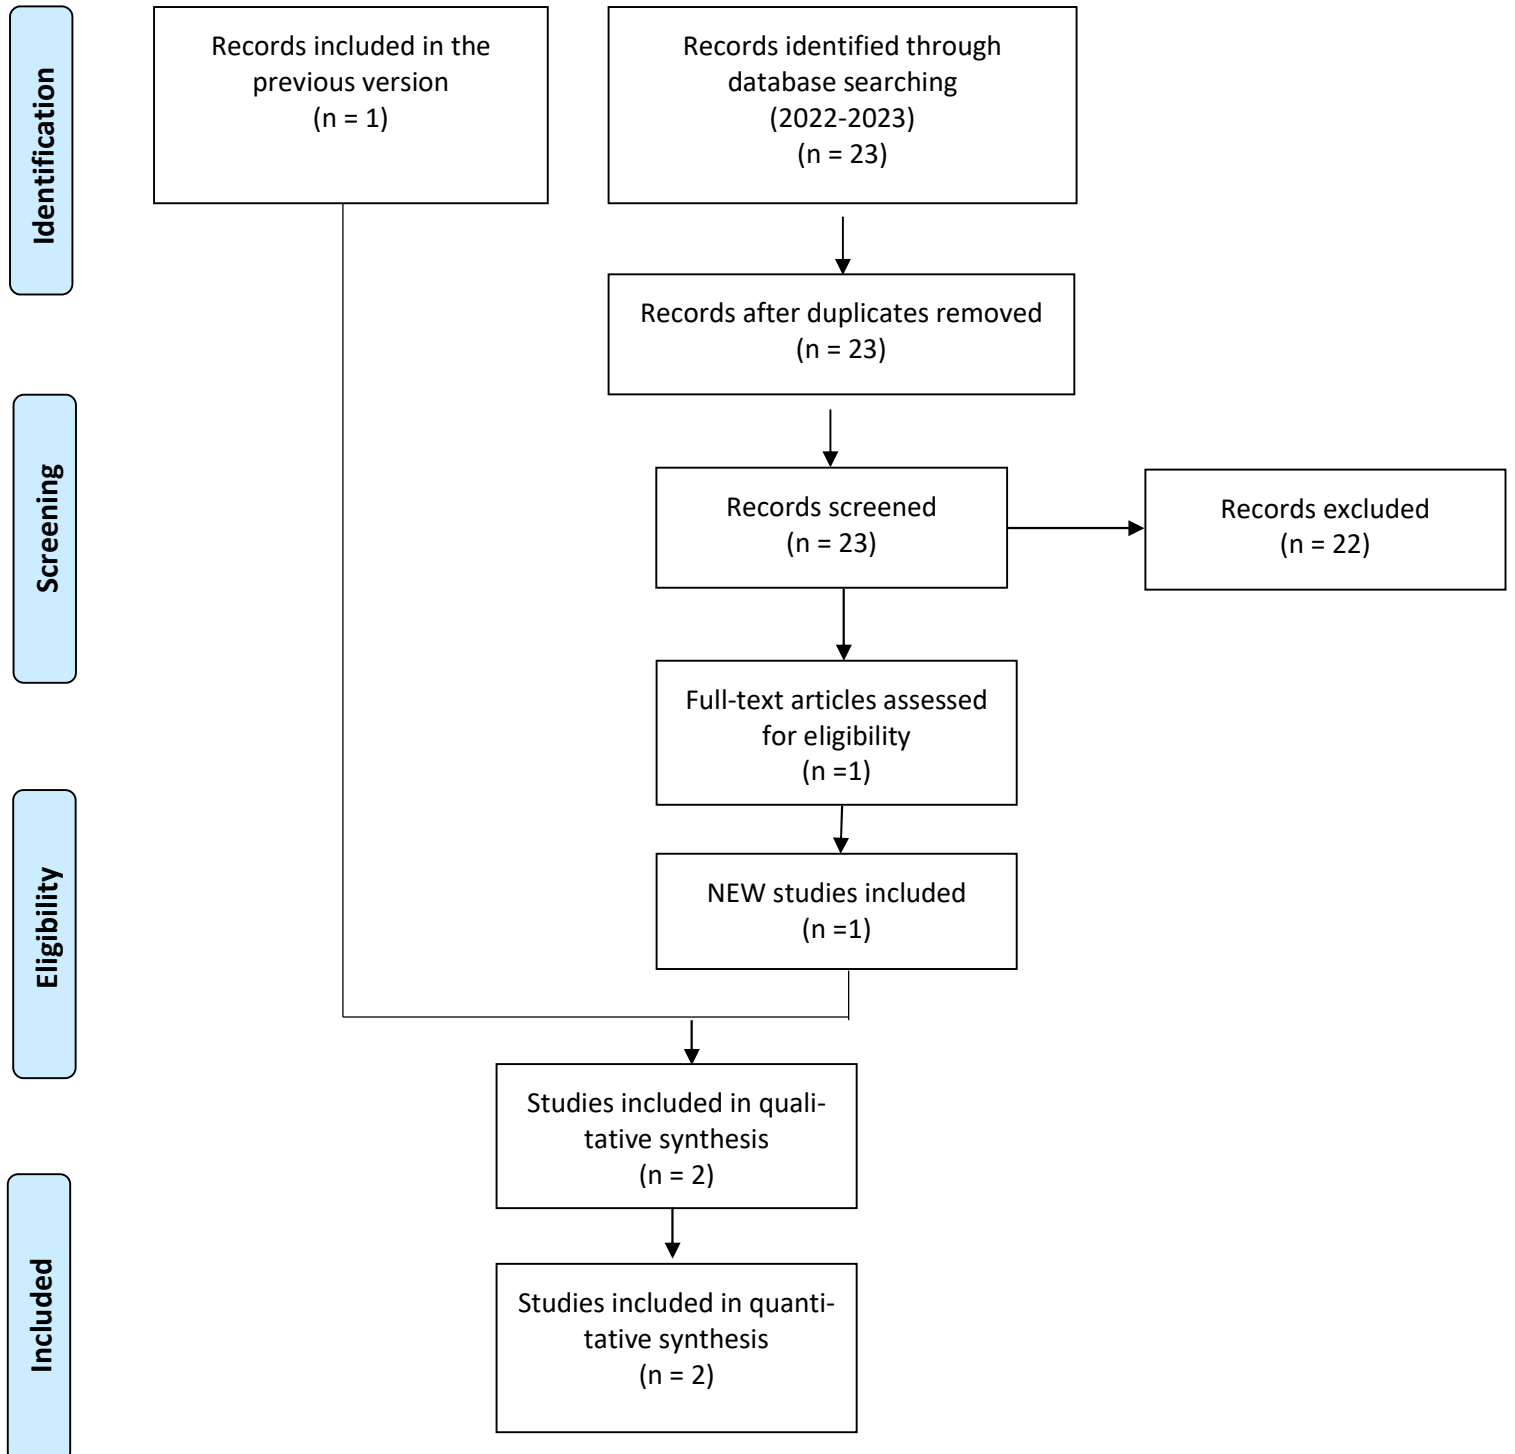 Identification
Records included in the
previous version
(n = 1)
Records identified through
database searching
(2022-2023)
(n = 23)
Records after duplicates removed
(n = 23)
Screening
Records screened
(n = 23)
Records excluded
(n = 22)
Full-text articles assessed
for eligibility
(n =1)
Eligibility
NEW studies included
(n =1)
Studies included in quali-
tative synthesis
(n = 2)
Included
Studies included in quanti-
tative synthesis
(n = 2)